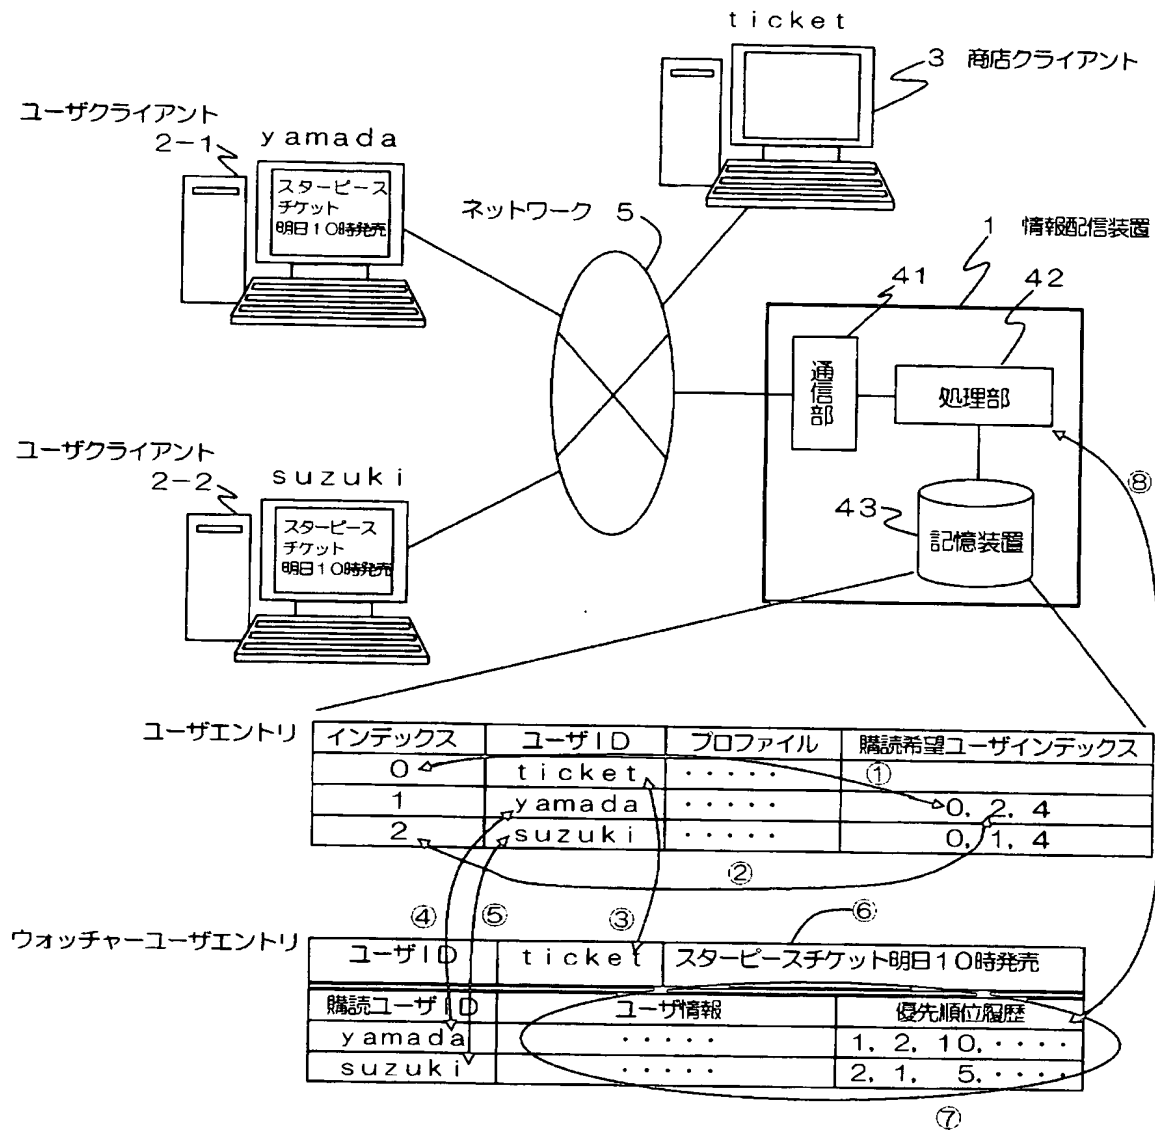 ticket
3 商店クライアント
ユーザクライアント
2-1
yamada
スターピース
チケット
明日10時発売
ネットワーク 5
1 情報配信装置
41
42
通信部
処理部
ユーザクライアント
2-2
suzuki
スターピース
チケット
明日10時発売
⑧
43
記憶装置
ユーザエントリ
インデックス ユーザID プロファイル 購読希望ユーザインデックス
0 ticket ・・・・・ ①
1 yamada ・・・・・ 0, 2, 4
2 suzuki ・・・・・ 0, 1, 4
②
④ ⑤ ③ ⑥
ウォッチャーユーザエントリ
ユーザID ticket スターピースチケット明日10時発売
購読ユーザID ユーザ情報 優先順位履歴
yamada ・・・・・ 1, 2, 10, ・・・・
suzuki ・・・・・ 2, 1, 5, ・・・・
⑦